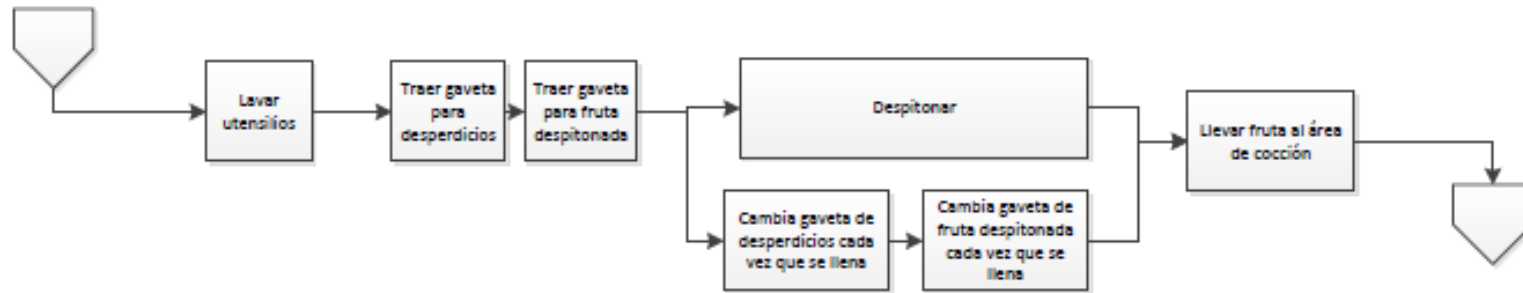 Lavar
utensilios
Traer gaveta
para
desperdicios
Traer gaveta
para fruta
despitonada
Despitonar
Cambia gaveta de
desperdicios cada
vez que se llena
Cambia gaveta de
fruta despitonada
cada vez que se
llena
Llevar fruta al área
de cocción